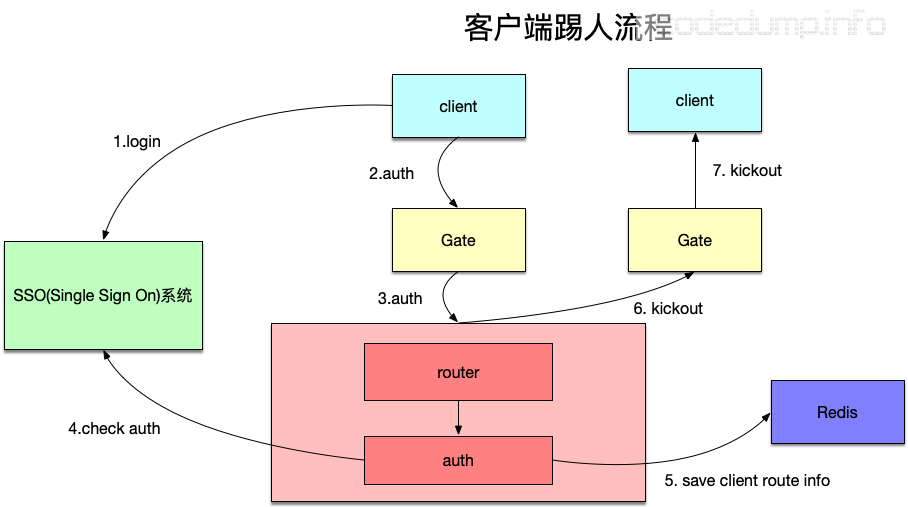 客户端踢人流程
codedump.info
client
client
1.login
2.auth
7. kickout
Gate
Gate
SSO(Single Sign On)系统
3.auth
6. kickout
router
Redis
4.check auth
auth
5. save client route info